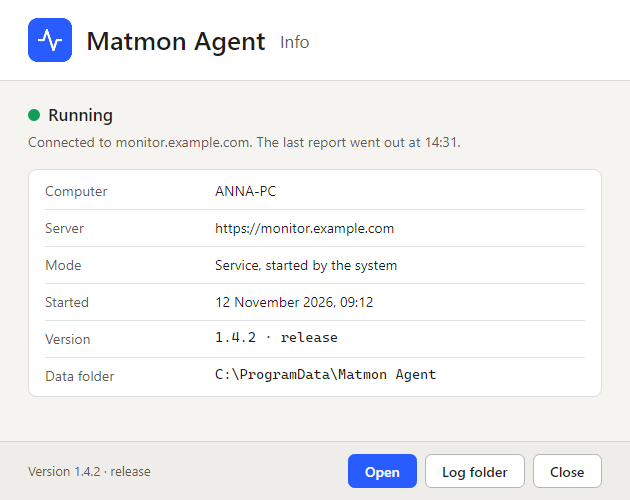 Matmon Agent Info
Running
Connected to monitor.example.com. The last report went out at 14:31.
Computer ANNA-PC
Server https://monitor.example.com
Mode Service, started by the system
Started 12 November 2026, 09:12
Version 1.4.2 · release
Data folder C:\ProgramData\Matmon Agent
Version 1.4.2 · release Open Log folder Close